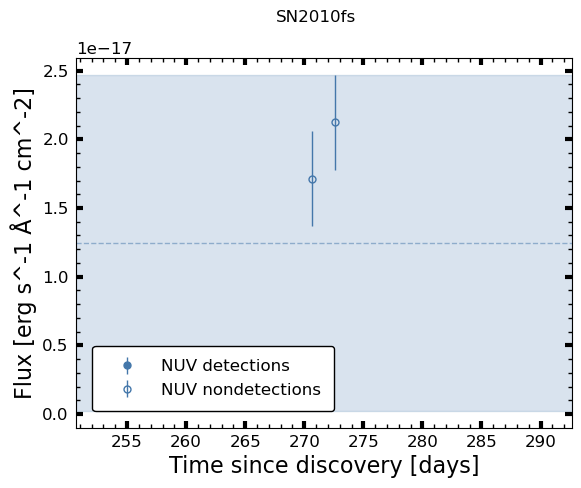 SN2010fs
1e−17
2.5
2.0
1.5
1.0
0.5
0.0
Flux [erg s^-1 Å^-1 cm^-2]
NUV detections
NUV nondetections
255 260 265 270 275 280 285 290
Time since discovery [days]